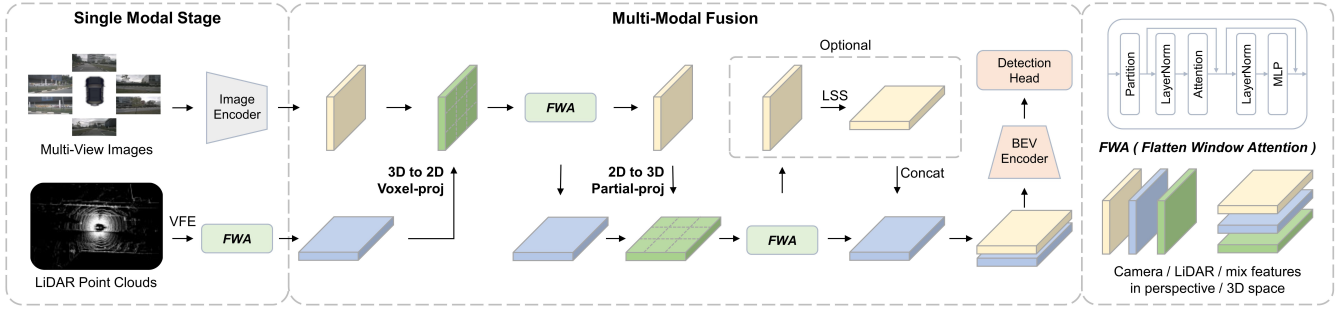 Single Modal Stage
Multi-View Images
Image
Encoder
VFE
FWA
LiDAR Point Clouds
Multi-Modal Fusion
3D to 2D
Voxel-proj
FWA
2D to 3D
Partial-proj
FWA
Optional
LSS
Concat
Detection
Head
BEV
Encoder
Partition
LayerNorm
Attention
LayerNorm
MLP
FWA ( Flatten Window Attention )
Camera / LiDAR / mix features
in perspective / 3D space